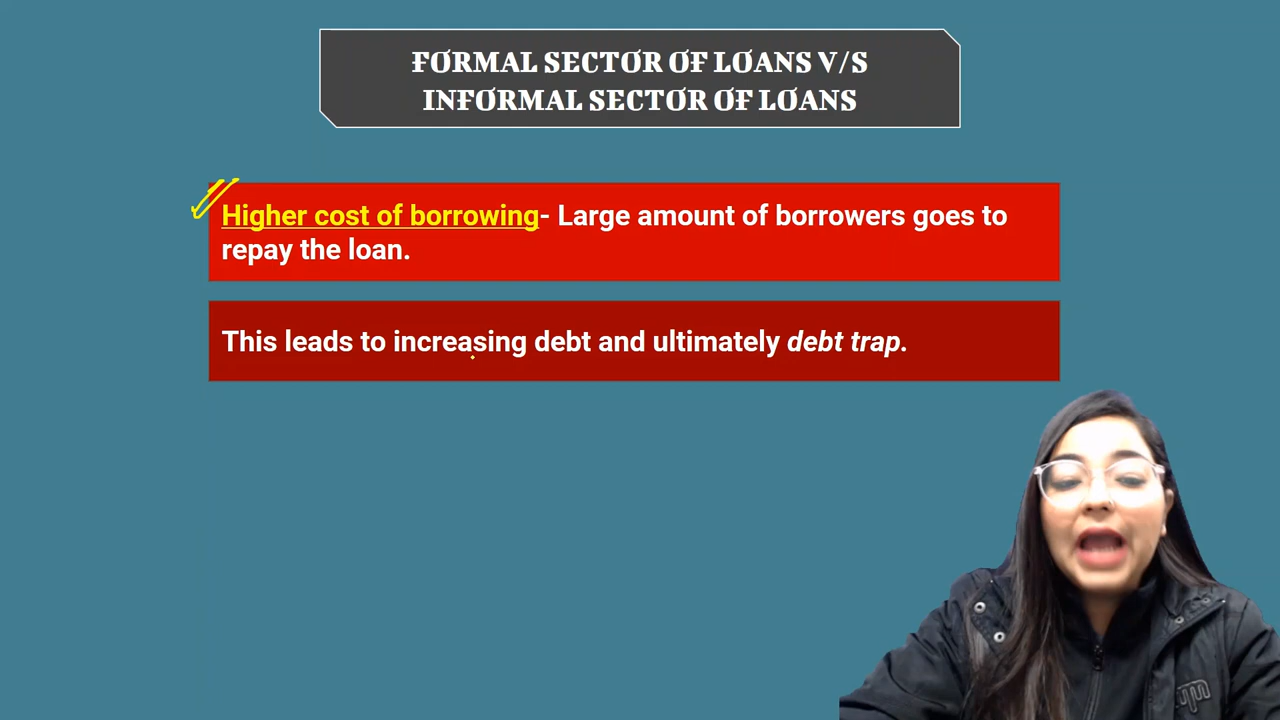 FORMAL SECTOR OF LOANS V/S
INFORMAL SECTOR OF LOANS
Higher cost of borrowing- Large amount of borrowers goes to
repay the loan.
This leads to increasing debt and ultimately debt trap.